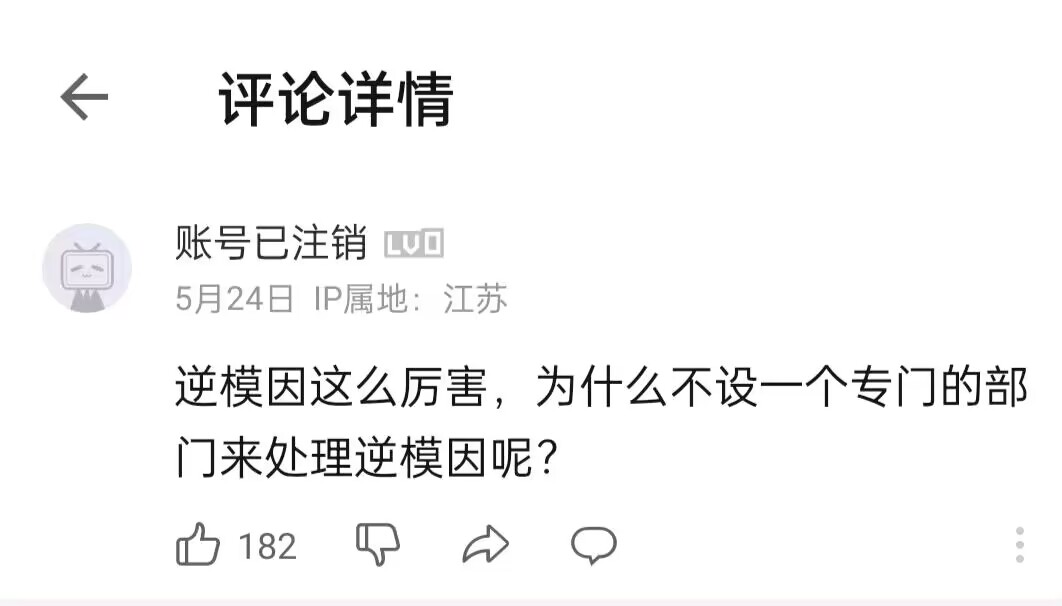 评论详情
账号已注销 LV0
5月24日 IP属地：江苏
逆模因这么厉害，为什么不设一个专门的部
门来处理逆模因呢？
182